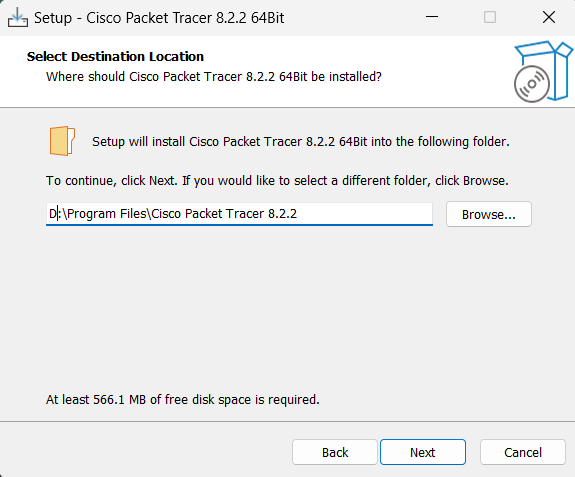 Setup - Cisco Packet Tracer 8.2.2 64Bit
Select Destination Location
Where should Cisco Packet Tracer 8.2.2 64Bit be installed?
Setup will install Cisco Packet Tracer 8.2.2 64Bit into the following folder.
To continue, click Next. If you would like to select a different folder, click Browse.
D:\Program Files\Cisco Packet Tracer 8.2.2
Browse...
At least 566.1 MB of free disk space is required.
Back
Next
Cancel